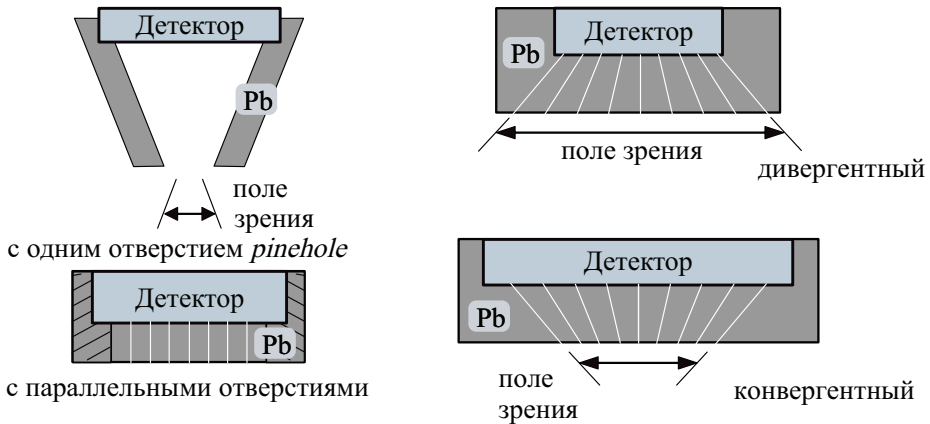 Детектор
Pb
поле
зрения
с одним отверстием pinehole
Детектор
Pb
поле зрения
дивергентный
Детектор
Pb
с параллельными отверстиями
Детектор
Pb
поле
зрения
конвергентный